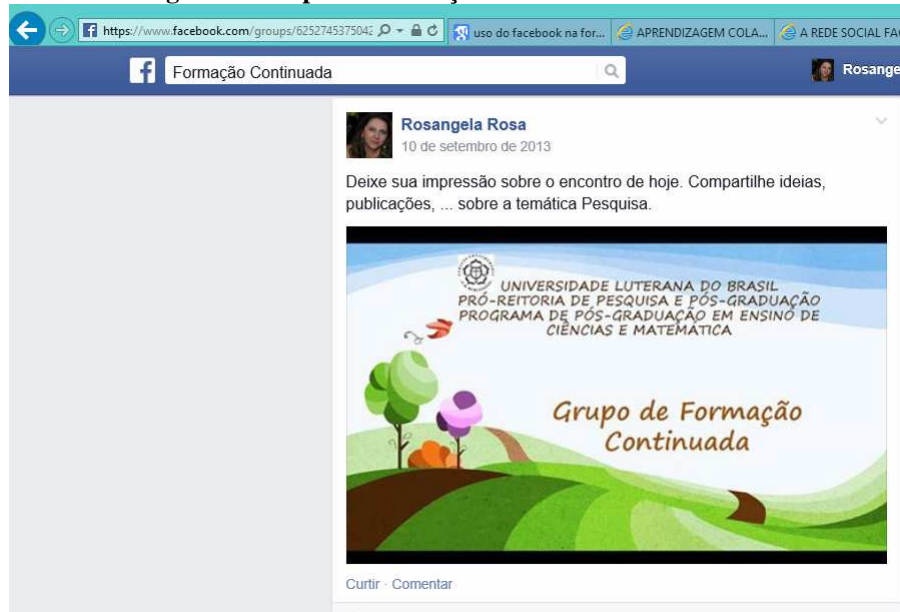 https://www.facebook.com/groups/625274537504
uso do facebook na for...
APRENDIZAGEM COLA...
A REDE SOCIAL FA
Formação Continuada
Rosange
Rosangela Rosa
10 de setembro de 2013
Deixe sua impressão sobre o encontro de hoje. Compartilhe ideias,
publicações, ... sobre a temática Pesquisa.
UNIVERSIDADE LUTERANA DO BRASIL
PRÓ-REITORIA DE PESQUISA E PÓS-GRADUAÇÃO
PROGRAMA DE PÓS-GRADUAÇÃO EM ENSINO DE
CIÊNCIAS E MATEMÁTICA
Grupo de Formação
Continuada
Curtir · Comentar